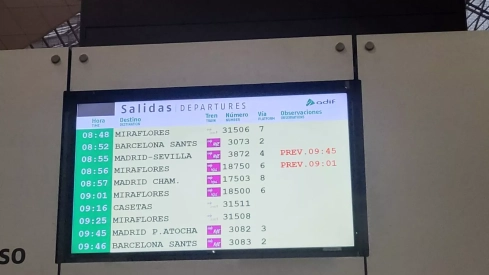 Salidas DEPARTURES adif
Hora Destino Tren Número Vía Observaciones
08:48 MIRAFLORES 31506 7
08:52 BARCELONA SANTS 3073 2
08:55 MADRID-SEVILLA 3872 4 PREV.09:45
08:56 MIRAFLORES 18750 6 PREV.09:01
08:57 MADRID CHAM. 17503 8
09:01 MIRAFLORES 18500 6
09:16 CASETAS 31511
09:25 MIRAFLORES 31508
09:45 MADRID P.ATOCHA 3082 3
09:46 BARCELONA SANTS 3083 2
so